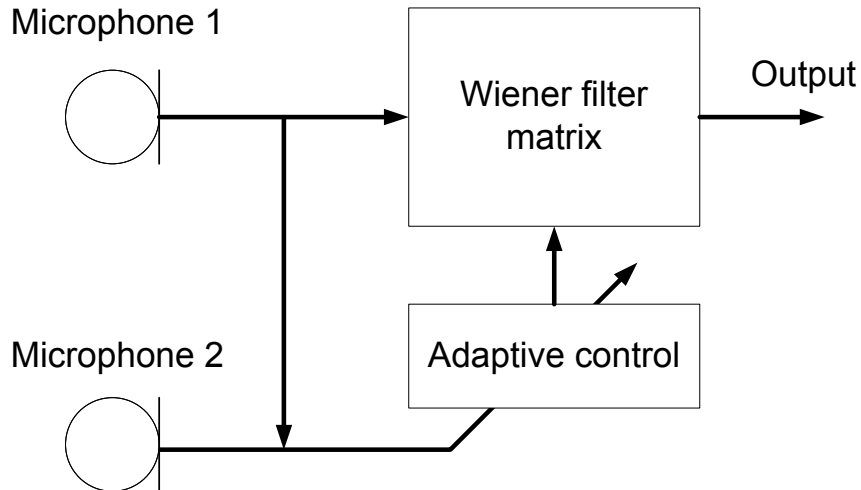 Microphone 1
Wiener filter
matrix
Output
Microphone 2
Adaptive control